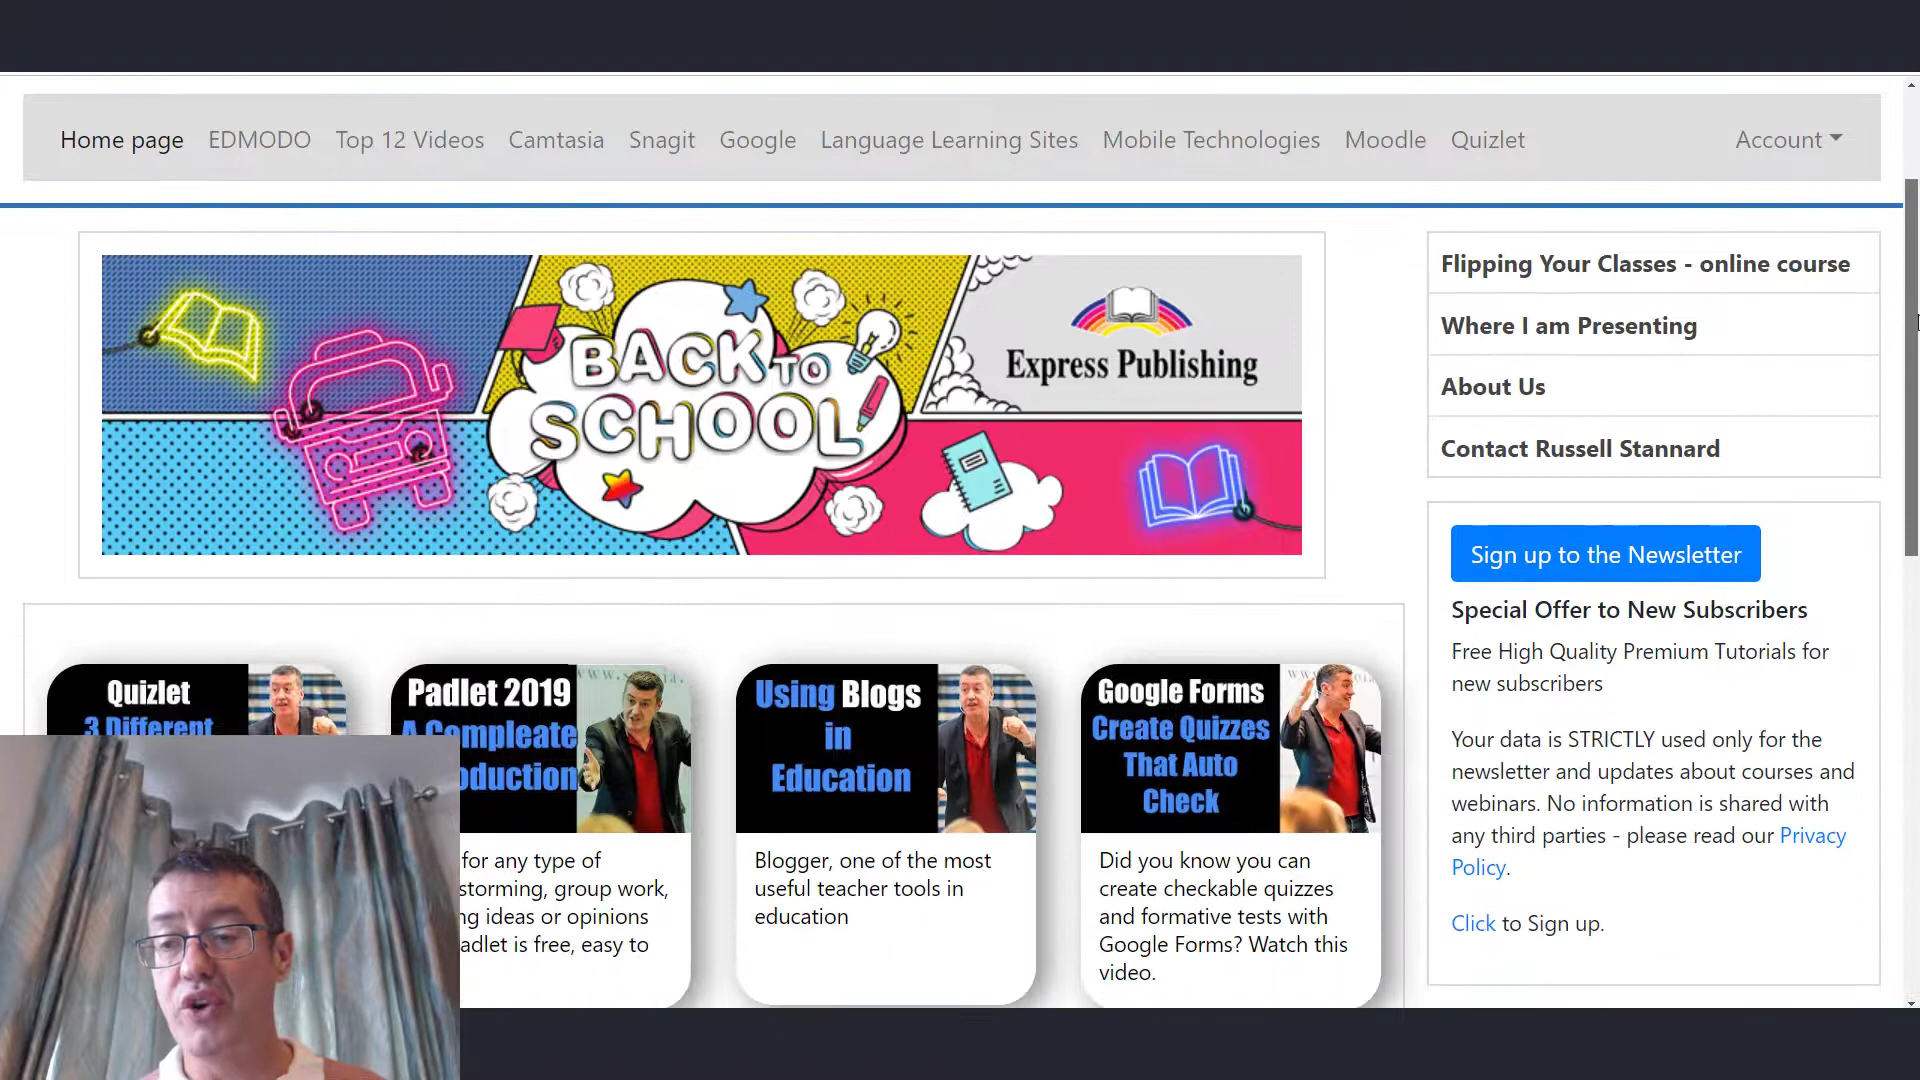 Home page EDMODO Top 12 Videos Camtasia Snagit Google Language Learning Sites Mobile Technologies Moodle Quizlet Account
BACK TO
SCHOOL
Express Publishing
Flipping Your Classes - online course
Where I am Presenting
About Us
Contact Russell Stannard
Sign up to the Newsletter
Special Offer to New Subscribers
Free High Quality Premium Tutorials for
new subscribers
Your data is STRICTLY used only for the
newsletter and updates about courses and
webinars. No information is shared with
any third parties - please read our Privacy
Policy.
Click to Sign up.
Quizlet
3 Different
Padlet 2019
A Compleate
oduction
for any type of
storming, group work,
ng ideas or opinions
adlet is free, easy to
Using Blogs
in
Education
Blogger, one of the most
useful teacher tools in
education
Google Forms
Create Quizzes
That Auto
Check
Did you know you can
create checkable quizzes
and formative tests with
Google Forms? Watch this
video.